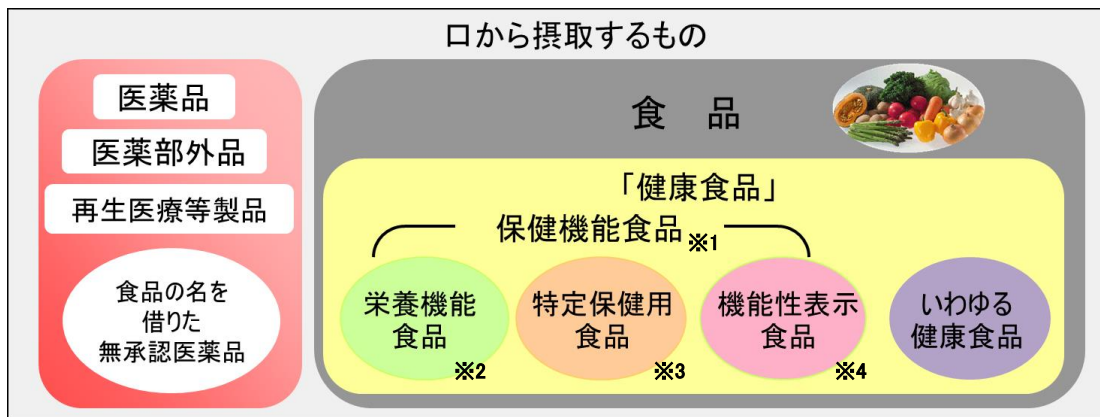 口から摂取するもの
医薬品
医薬部外品
再生医療等製品
食品の名を
借りた
無承認医薬品
食 品
「健康食品」
保健機能食品※1
栄養機能
食品
※2
特定保健用
食品
※3
機能性表示
食品
※4
いわゆる
健康食品